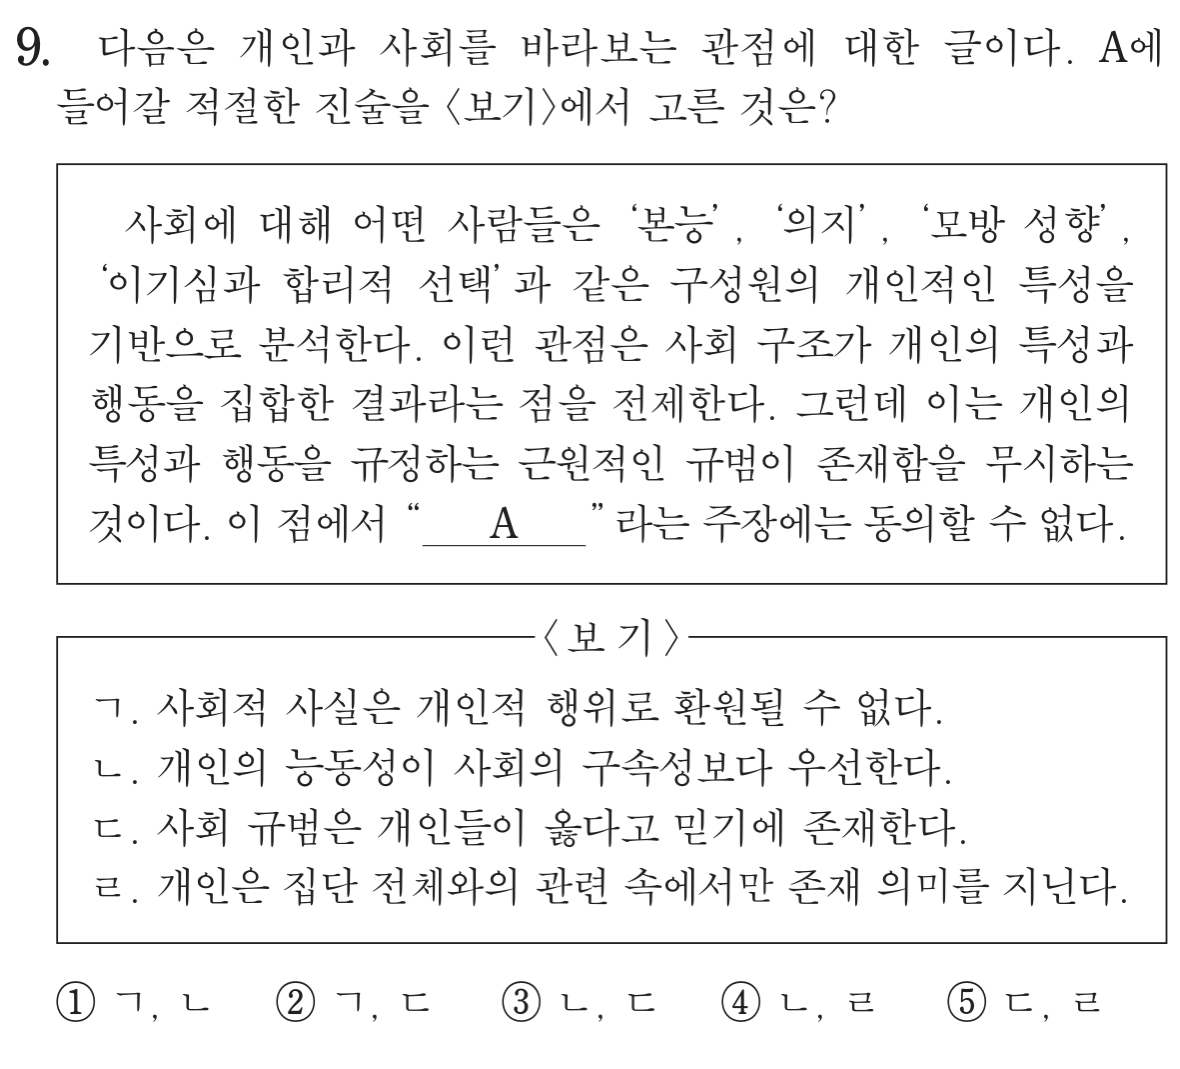 9. 다음은 개인과 사회를 바라보는 관점에 대한 글이다. A에
들어갈 적절한 진술을 〈보기〉에서 고른 것은?
사회에 대해 어떤 사람들은 ‘본능’, ‘의지’, ‘모방 성향’,
‘이기심과 합리적 선택’과 같은 구성원의 개인적인 특성을
기반으로 분석한다. 이런 관점은 사회 구조가 개인의 특성과
행동을 집합한 결과라는 점을 전제한다. 그런데 이는 개인의
특성과 행동을 규정하는 근원적인 규범이 존재함을 무시하는
것이다. 이 점에서 “ A ”라는 주장에는 동의할 수 없다.
〈보기〉
ㄱ. 사회적 사실은 개인적 행위로 환원될 수 없다.
ㄴ. 개인의 능동성이 사회의 구속성보다 우선한다.
ㄷ. 사회 규범은 개인들이 옳다고 믿기에 존재한다.
ㄹ. 개인은 집단 전체와의 관련 속에서만 존재 의미를 지닌다.
① ㄱ, ㄴ ② ㄱ, ㄷ ③ ㄴ, ㄷ ④ ㄴ, ㄹ ⑤ ㄷ, ㄹ